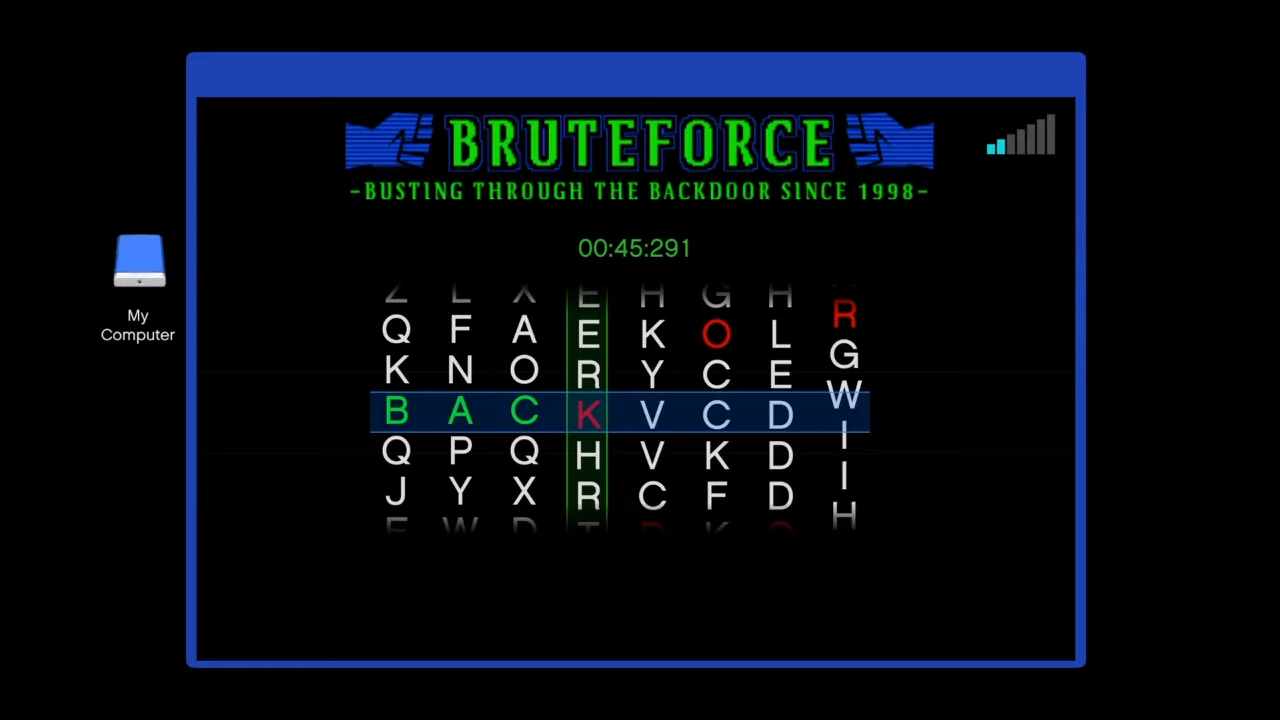 BRUTEFORCE
-BUSTING THROUGH THE BACKDOOR SINCE 1998-
00:45:291
My
Computer
Z L X E H G H R
Q F A E K O L G
K N O R Y C E W
B A C K V C D I
Q P Q H V K D I
J Y X R C F D H